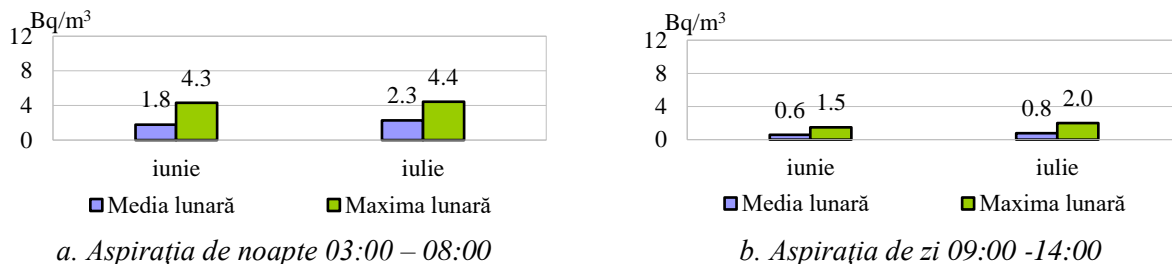 Bq/m³
12
8
4
0
1.8
4.3
2.3
4.4
iunie
iulie
Media lunară
Maxima lunară
a. Aspirația de noapte 03:00 – 08:00
Bq/m³
12
8
4
0
0.6
1.5
0.8
2.0
iunie
iulie
Media lunară
Maxima lunară
b. Aspirația de zi 09:00 -14:00